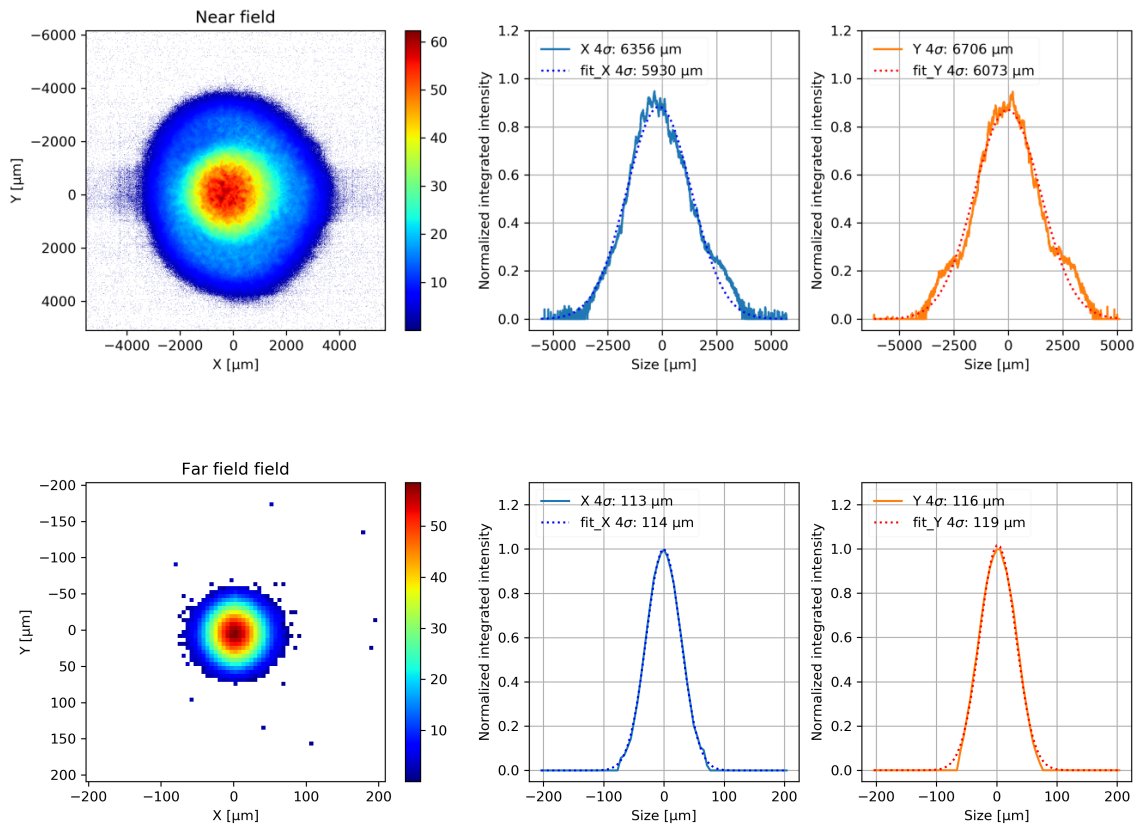 Near field
−6000
−4000
−2000
0
2000
4000
Y [µm]
−4000 −2000 0 2000 4000
X [µm]
60
50
40
30
20
10
X 4σ: 6356 µm
fit_X 4σ: 5930 µm
1.2
1.0
0.8
0.6
0.4
0.2
0.0
Normalized integrated intensity
−5000 −2500 0 2500 5000
Size [µm]
Y 4σ: 6706 µm
fit_Y 4σ: 6073 µm
1.2
1.0
0.8
0.6
0.4
0.2
0.0
Normalized integrated intensity
−5000 −2500 0 2500 5000
Size [µm]
Far field field
−200
−150
−100
−50
0
50
100
150
200
Y [µm]
−200 −100 0 100 200
X [µm]
50
40
30
20
10
X 4σ: 113 µm
fit_X 4σ: 114 µm
1.2
1.0
0.8
0.6
0.4
0.2
0.0
Normalized integrated intensity
−200 −100 0 100 200
Size [µm]
Y 4σ: 116 µm
fit_Y 4σ: 119 µm
1.2
1.0
0.8
0.6
0.4
0.2
0.0
Normalized integrated intensity
−200 −100 0 100 200
Size [µm]